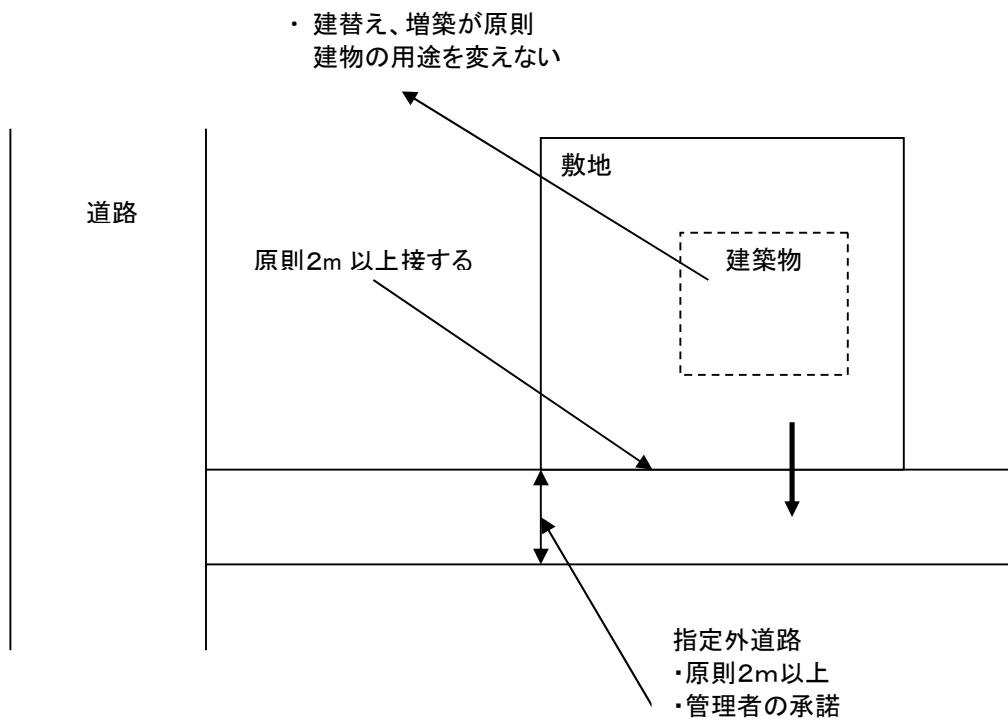 ・ 建替え、増築が原則
建物の用途を変えない
敷地
道路
原則2m 以上接する
建築物
指定外道路
・原則2m以上
・管理者の承諾